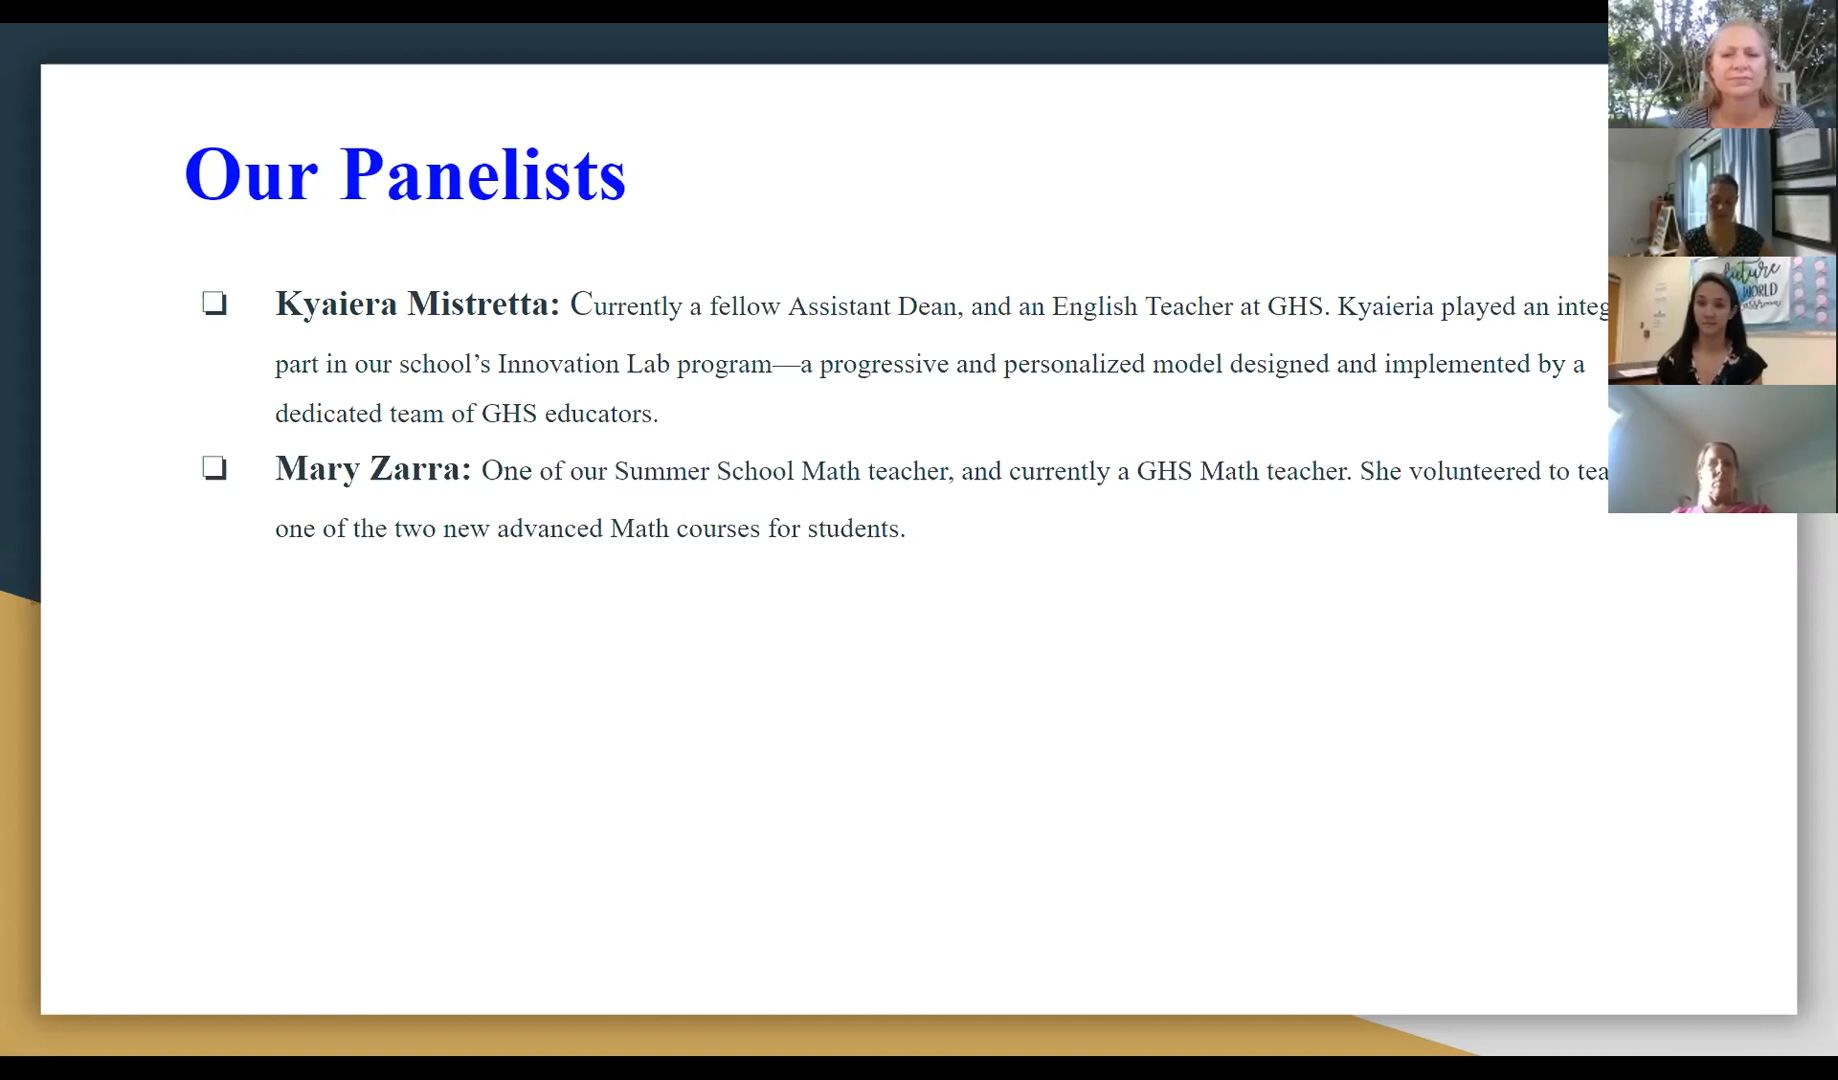 Our Panelists
❏ Kyaiera Mistretta: Currently a fellow Assistant Dean, and an English Teacher at GHS. Kyaieria played an integ
part in our school’s Innovation Lab program—a progressive and personalized model designed and implemented by a
dedicated team of GHS educators.
❏ Mary Zarra: One of our Summer School Math teacher, and currently a GHS Math teacher. She volunteered to tea
one of the two new advanced Math courses for students.
future
WORLD